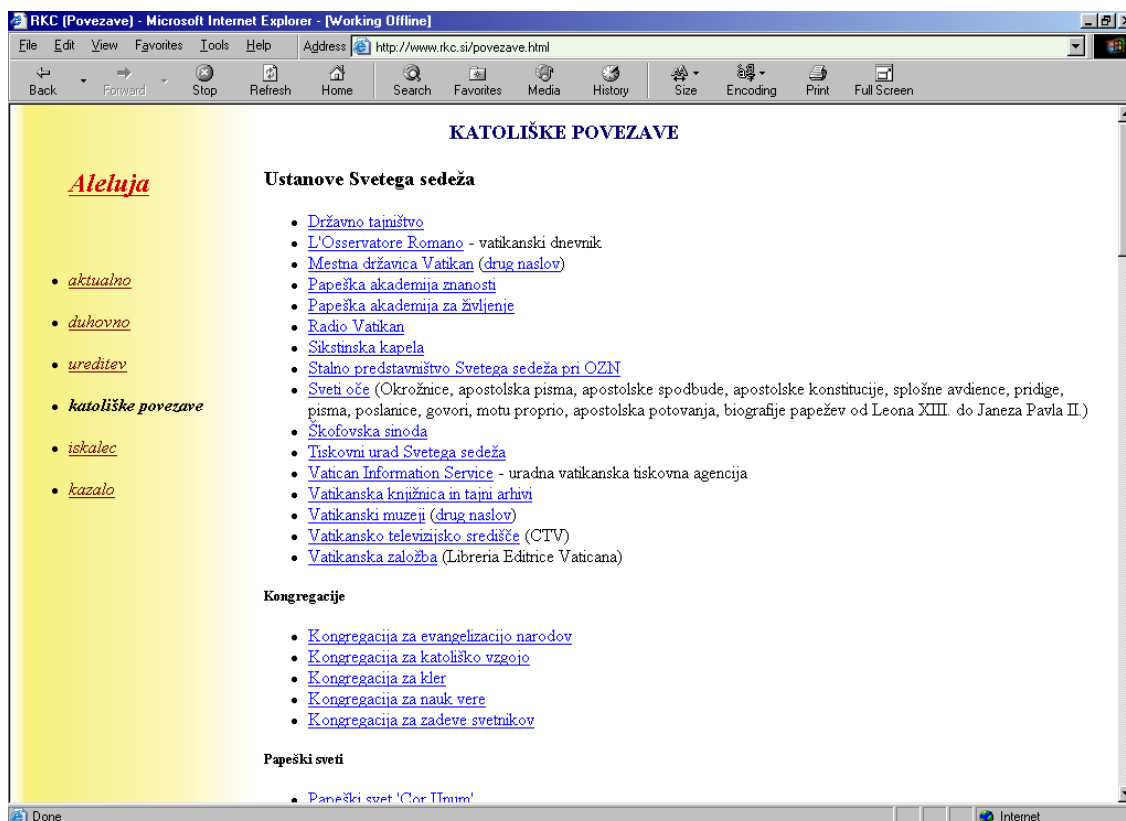 RKC (Povezave) - Microsoft Internet Explorer - [Working Offline]
File Edit View Favorites Tools Help Address http://www.rkc.si/povezave.html
Back Forward Stop Refresh Home Search Favorites Media History Size Encoding Print Full Screen
KATOLIŠKE POVEZAVE
Aleluja
aktualno
duhovno
ureditev
katoliške povezave
iskalec
kazalo
Ustanove Svetega sedeža
Državno tajništvo
L'Osservatore Romano - vatikanski dnevnik
Mestna državica Vatikan (drug naslov)
Papeška akademija znanosti
Papeška akademija za življenje
Radio Vatikan
Sikstinska kapela
Stalno predstavništvo Svetega sedeža pri OZN
Sveti oče (Okrožnice, apostolska pisma, apostolske spodbude, apostolske konstitucije, splošne avdience, pridige,
pisma, poslanice, govori, motu proprio, apostolska potovanja, biografije papežev od Leona XIII. do Janeza Pavla II.)
Škofovska sinoda
Tiskovni urad Svetega sedeža
Vatican Information Service - uradna vatikanska tiskovna agencija
Vatikanska knjižnica in tajni arhivi
Vatikanski muzeji (drug naslov)
Vatikansko televizijsko središče (CTV)
Vatikanska založba (Libreria Editrice Vaticana)
Kongregacije
Kongregacija za evangelizacijo narodov
Kongregacija za katoliško vzgojo
Kongregacija za kler
Kongregacija za nauk vere
Kongregacija za zadeve svetnikov
Papeški sveti
Papeški svet 'Cor Unum'
Done Internet